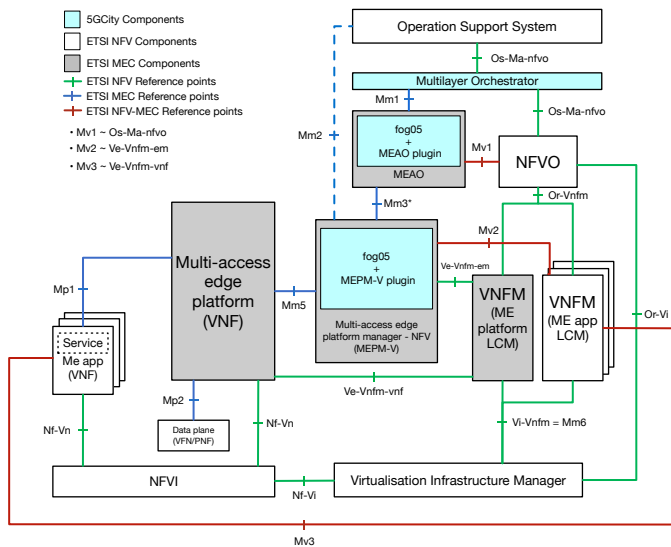 5GCity Components
ETSI NFV Components
ETSI MEC Components
ETSI NFV Reference points
ETSI MEC Reference points
ETSI NFV-MEC Reference points
• Mv1 ~ Os-Ma-nfvo
• Mv2 ~ Ve-Vnfm-em
• Mv3 ~ Ve-Vnfm-vnf
Operation Support System
Os-Ma-nfvo
Multilayer Orchestrator
Mm1
Os-Ma-nfvo
Mm2
fog05
+
MEAO plugin
MEAO
Mv1
NFVO
Mm3*
Or-Vnfm
Mv2
Multi-access
edge
platform
(VNF)
Mp1
Mm5
fog05
+
MEPM-V
plugin
Multi-access edge
platform manager - NFV
(MEPM-V)
Ve-Vnfm-em
VNFM
(ME
platform
LCM)
VNFM
(ME app
LCM)
Or-Vi
Service
Me app
(VNF)
Ve-Vnfm-vnf
Mp2
Data plane
(VFN/PNF)
Nf-Vn
Nf-Vn
Vi-Vnfm = Mm6
NFVI
Nf-Vi
Virtualisation Infrastructure Manager
Mv3